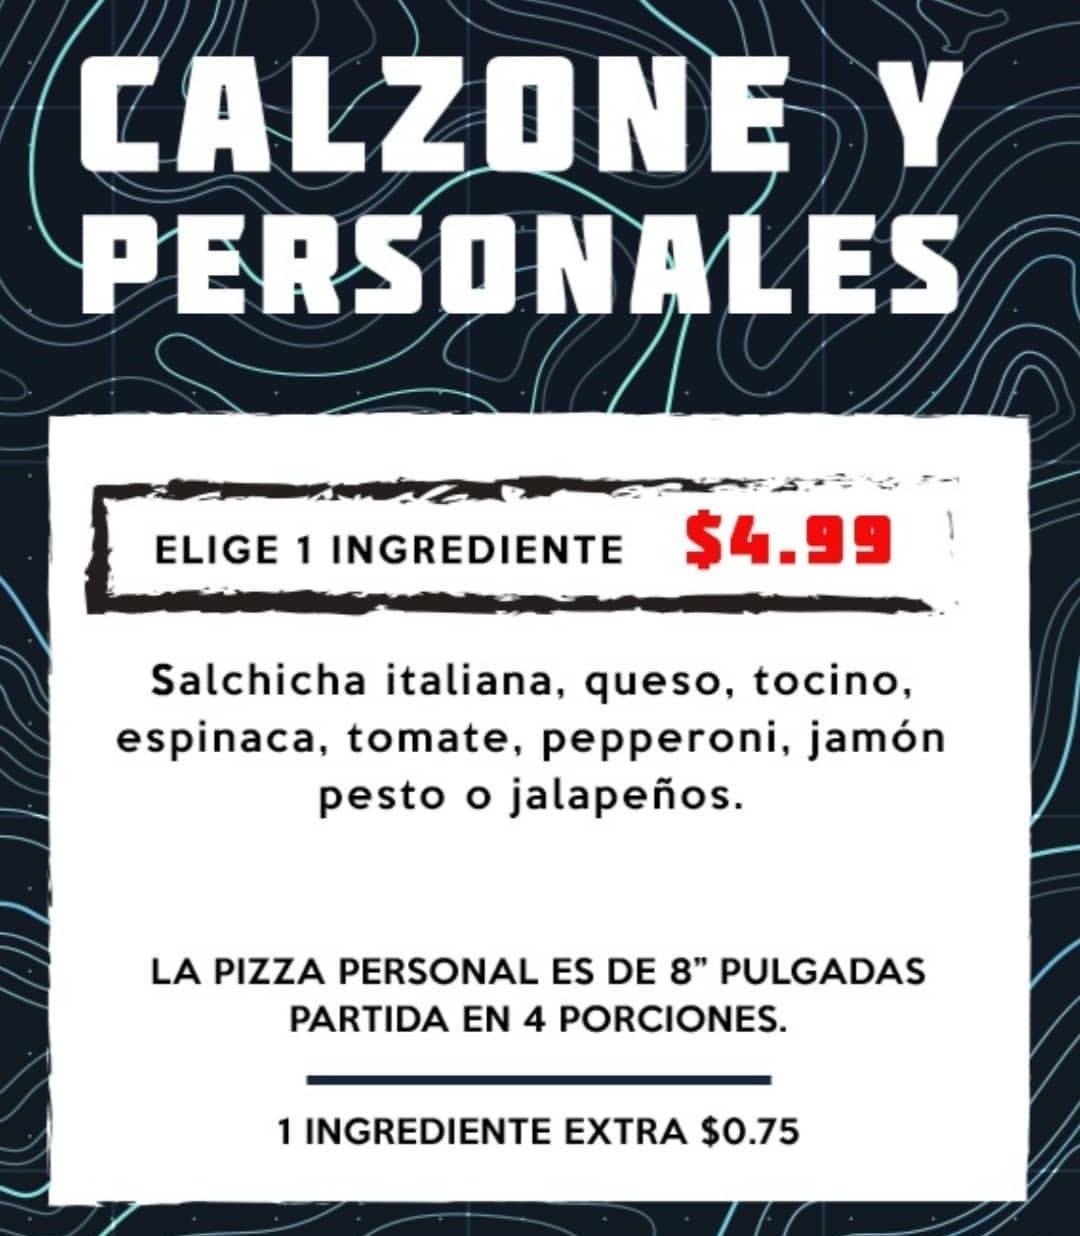 CALZONE Y
PERSONALES
ELIGE 1 INGREDIENTE $4.99
Salchicha italiana, queso, tocino,
espinaca, tomate, pepperoni, jamón
pesto o jalapeños.
LA PIZZA PERSONAL ES DE 8” PULGADAS
PARTIDA EN 4 PORCIONES.
1 INGREDIENTE EXTRA $0.75